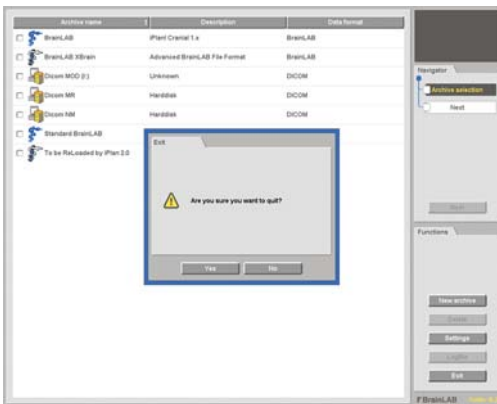 Archive name Description Data format
BrainLAB iPlan! Cranial 1.x BrainLAB
BrainLAB XBrain Advanced BrainLAB File Format BrainLAB
Dicom MOD (I:) Unknown DICOM
Dicom MR Harddisk DICOM
Dicom NM Harddisk DICOM
Standard BrainLAB
To be ReLoaded by iPlan 2.0
Exit
Are you sure you want to quit?
Yes No
Navigator
Archive selection
Next
Next
Functions
New archive
Delete
Settings
Logfile
Exit
BrainLAB